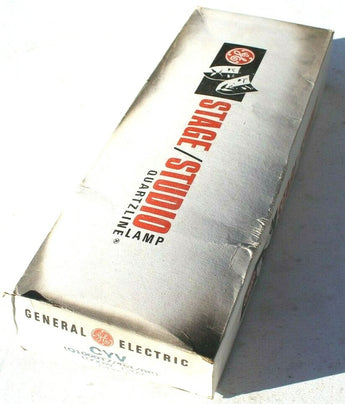 STAGE/STUDIO
QUARTZLINE® LAMP
GENERAL ELECTRIC
CYV